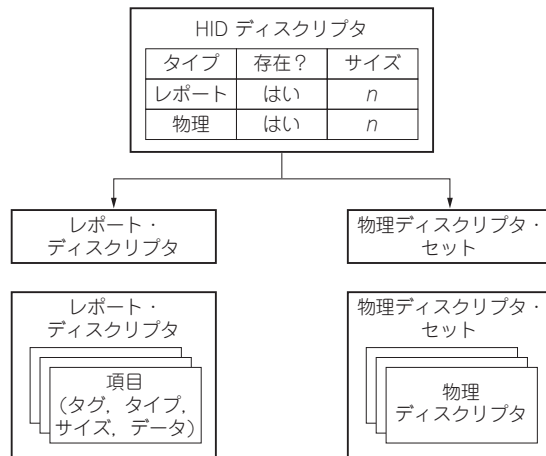 HID ディスクリプタ
タイプ 存在？ サイズ
レポート はい n
物理 はい n
レポート・
ディスクリプタ
物理ディスクリプタ・
セット
レポート・
ディスクリプタ
項目
(タグ，タイプ，
サイズ，データ)
物理ディスクリプタ・
セット
物理
ディスクリプタ